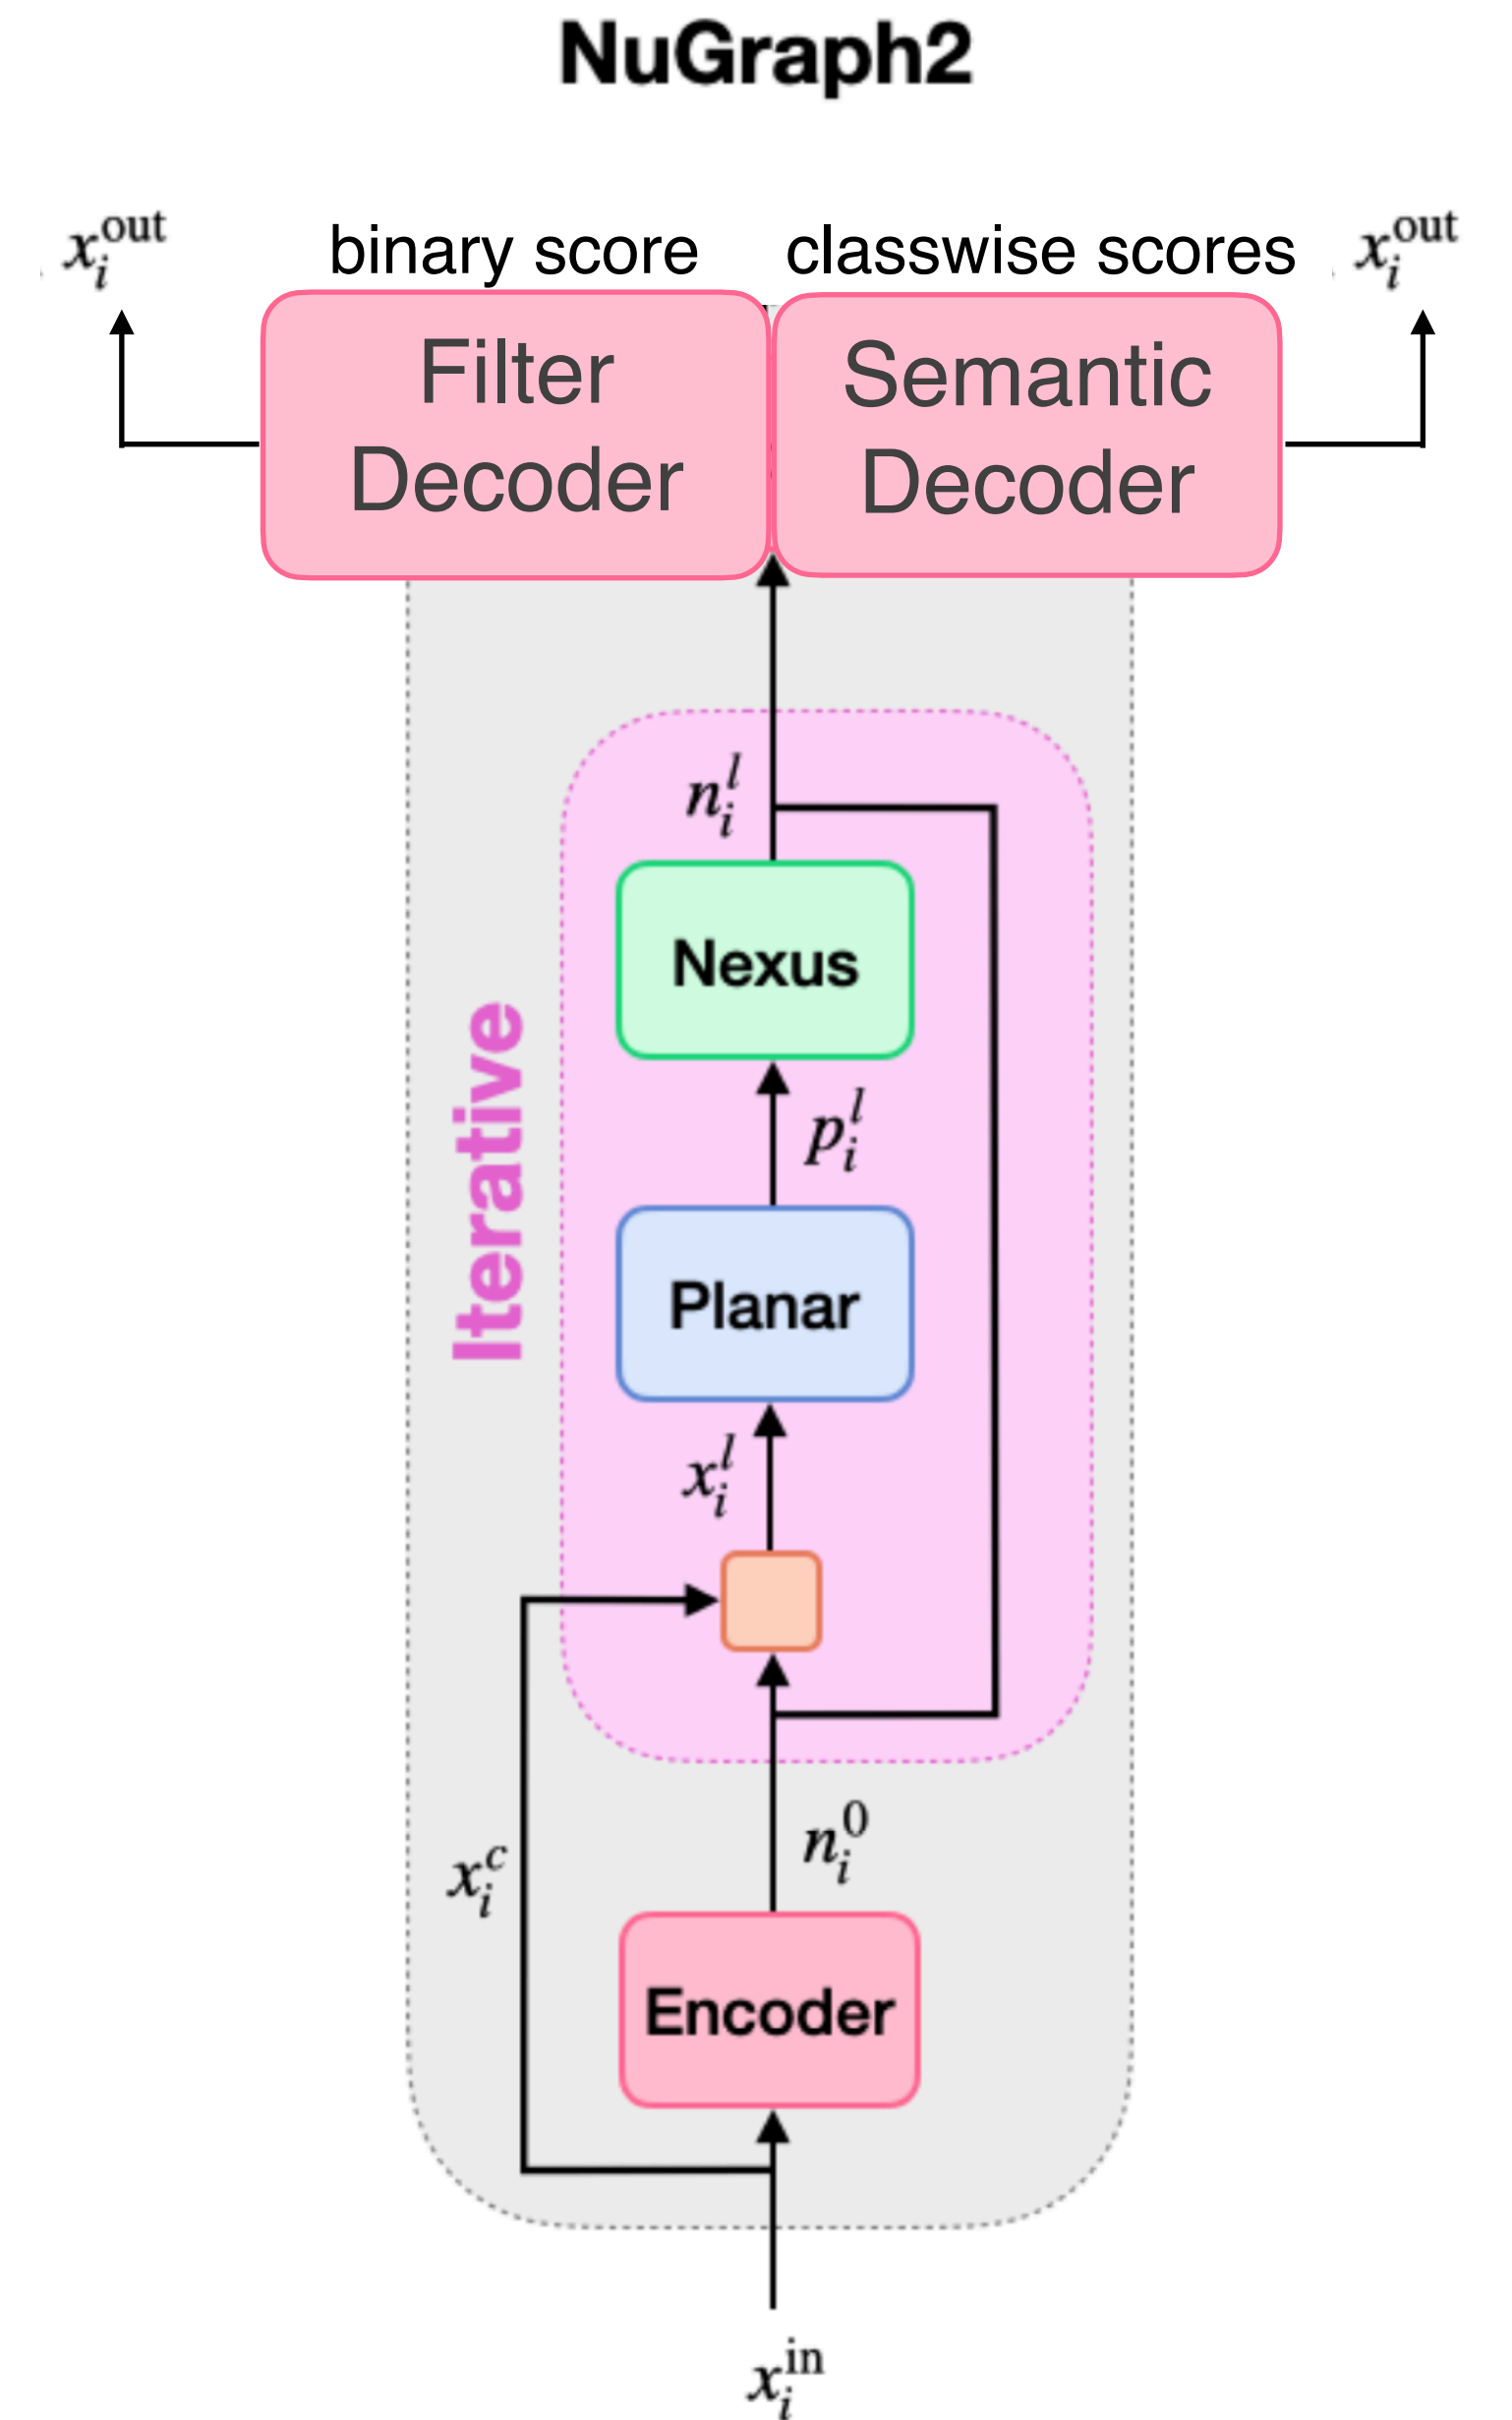 NuGraph2
x_i^out binary score classwise scores x_i^out
Filter Decoder
Semantic Decoder
n_i^l
Nexus
p_i^l
Iterative
Planar
x_i^l
n_i^0
x_i^c
Encoder
x_i^in